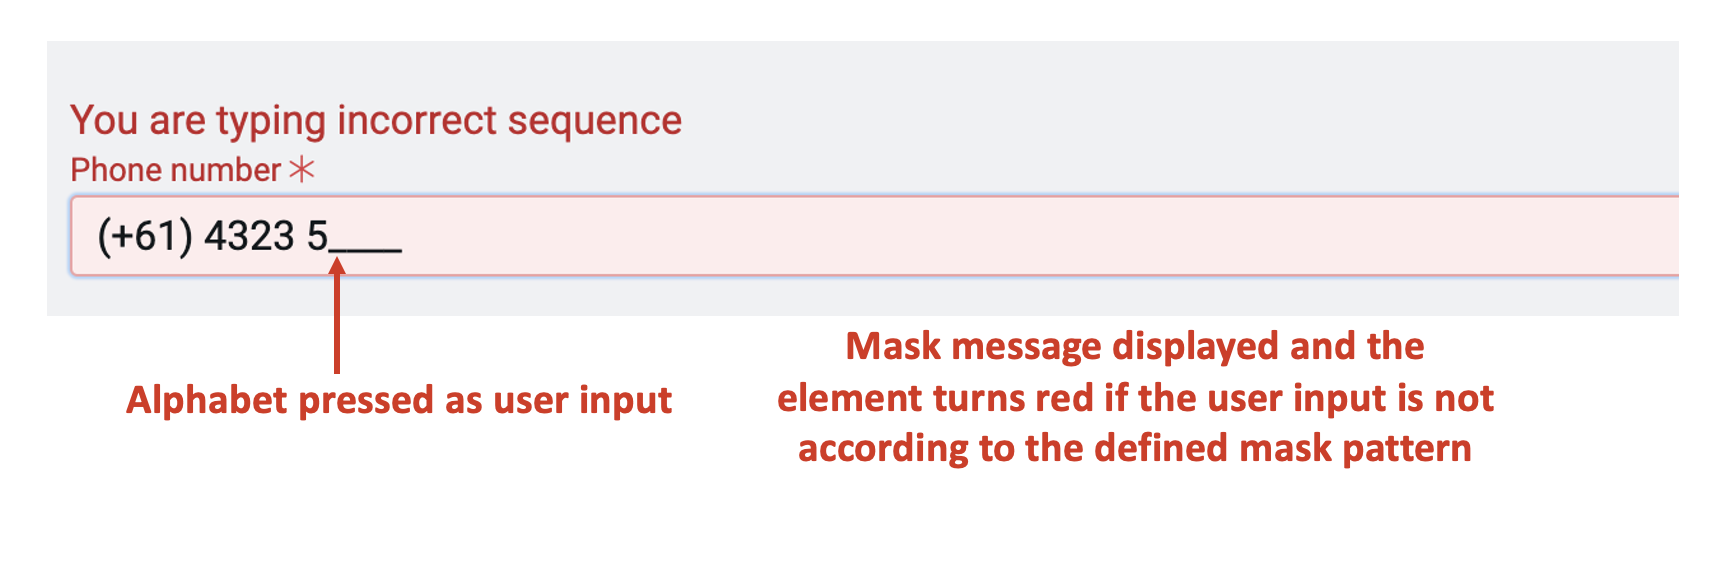 You are typing incorrect sequence
Phone number *
(+61) 4323 5____
Alphabet pressed as user input
Mask message displayed and the
element turns red if the user input is not
according to the defined mask pattern